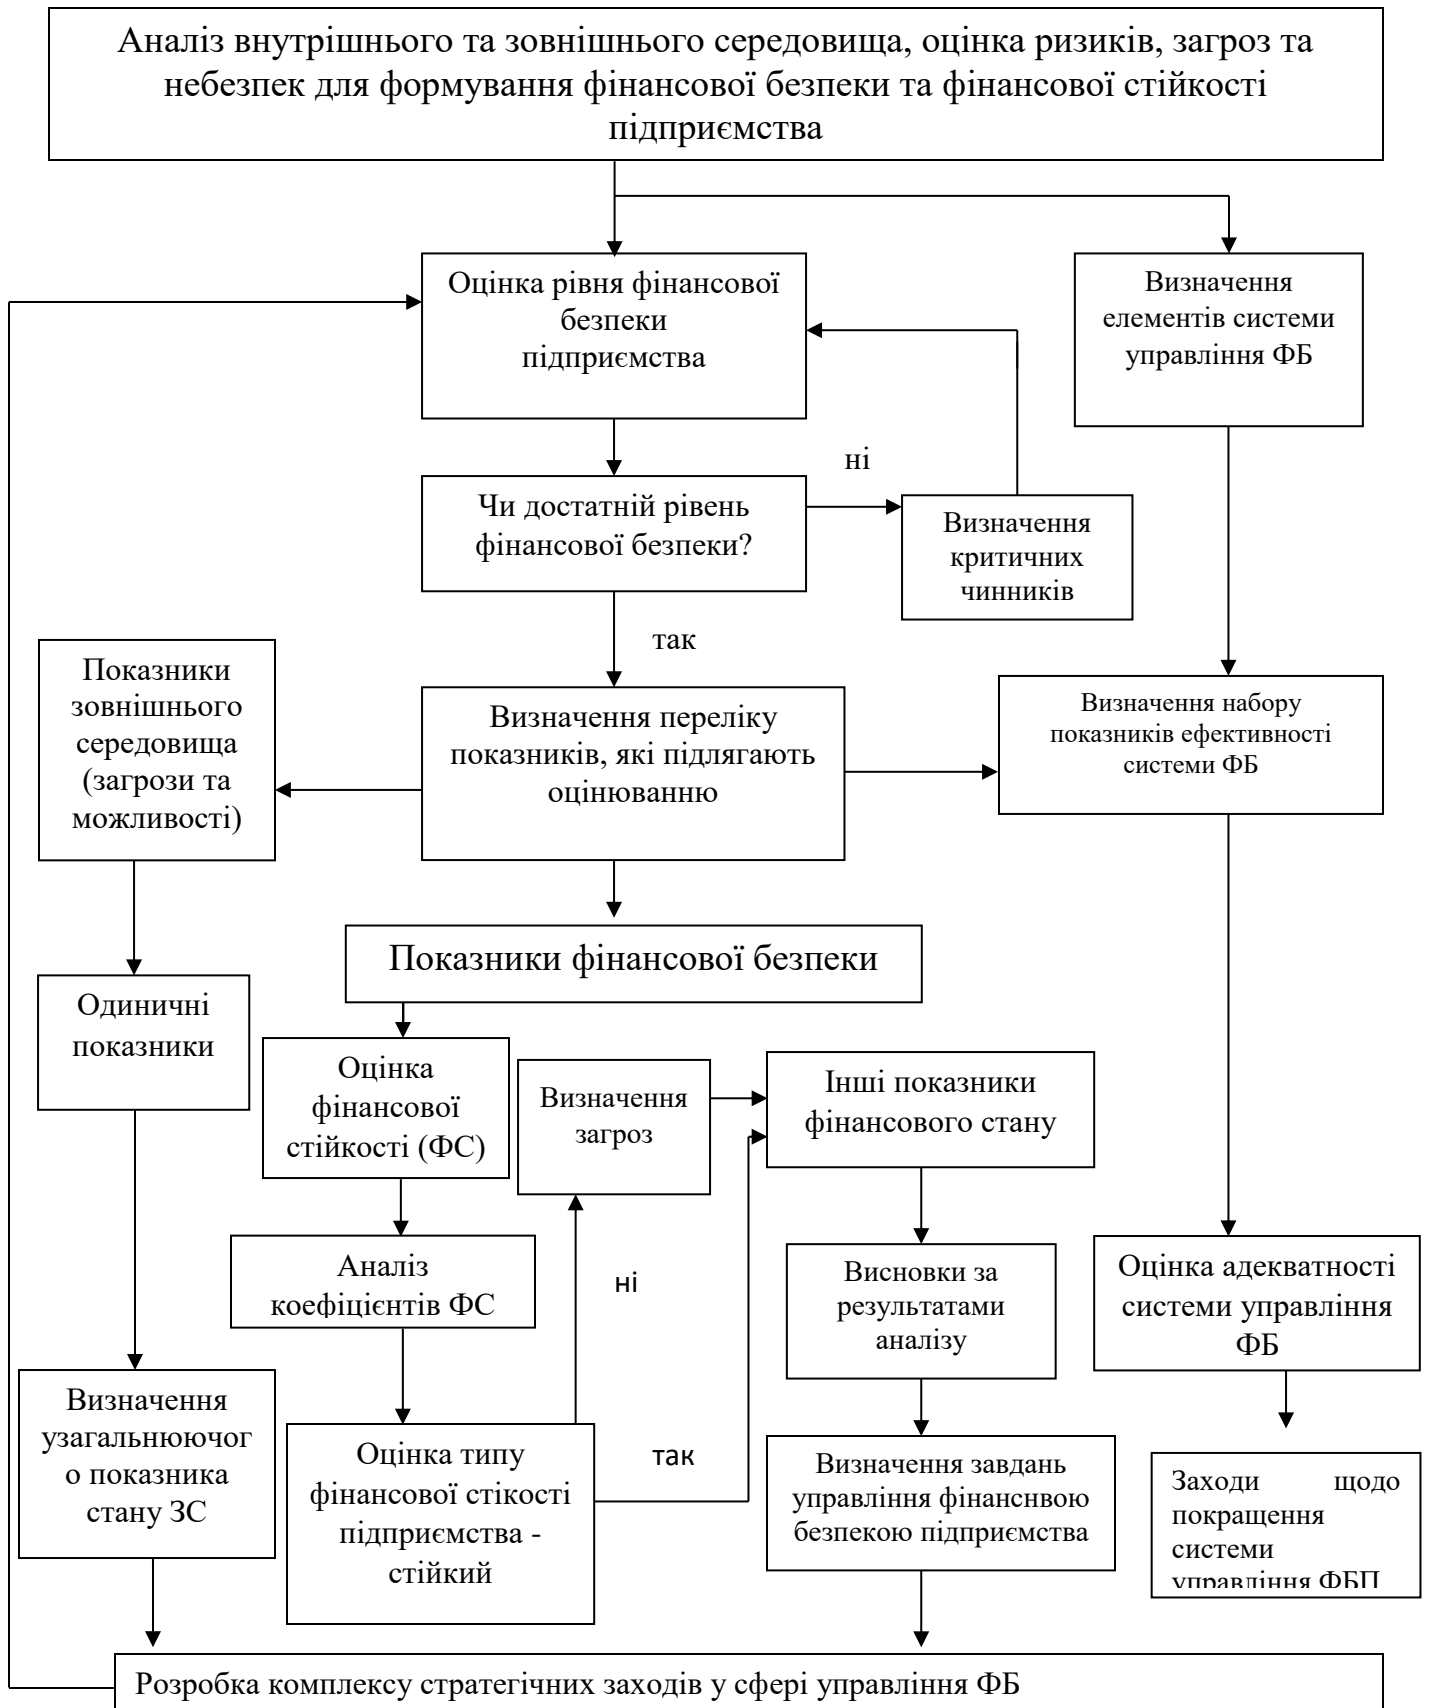 Аналіз внутрішнього та зовнішнього середовища, оцінка ризиків, загроз та
небезпек для формування фінансової безпеки та фінансової стійкості
підприємства
Оцінка рівня фінансової
безпеки
підприємства
Визначення
елементів системи
управління ФБ
ні
Чи достатній рівень
фінансової безпеки?
Визначення
критичних
чинників
так
Показники
зовнішнього
середовища
(загрози та
можливості)
Визначення переліку
показників, які підлягають
оцінюванню
Визначення набору
показників ефективності
системи ФБ
Показники фінансової безпеки
Одиничні
показники
Оцінка
фінансової
стійкості (ФС)
Визначення
загроз
Інші показники
фінансового стану
Аналіз
коефіцієнтів ФС
ні
Висновки за
результатами
аналізу
Оцінка адекватності
системи управління
ФБ
Визначення
узагальнюючог
о показника
стану ЗС
Оцінка типу
фінансової стікості
підприємства -
стійкий
так
Визначення завдань
управління фінанснвою
безпекою підприємства
Заходи щодо
покращення
системи
управління ФБП
Розробка комплексу стратегічних заходів у сфері управління ФБ